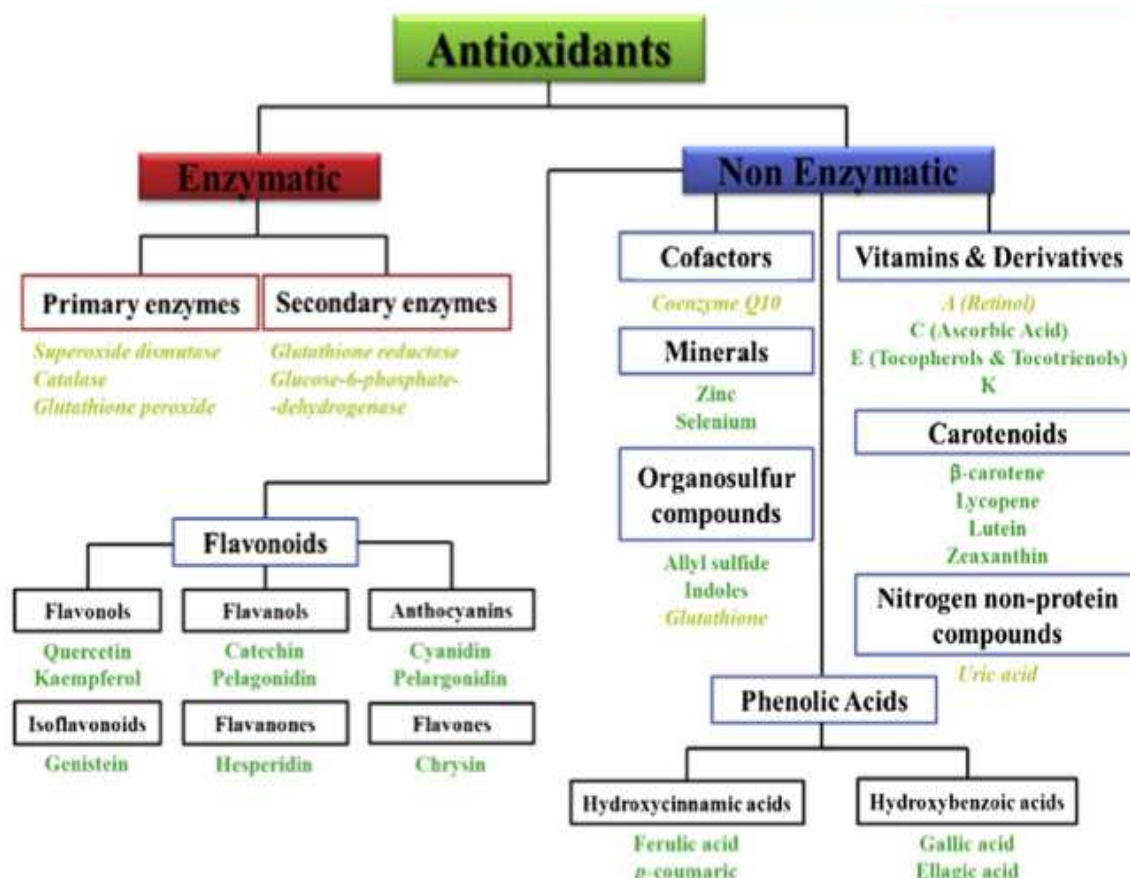 Antioxidants
Enzymatic
Non Enzymatic
Primary enzymes
Superoxide dismutase
Catalase
Glutathione peroxide
Secondary enzymes
Glutathione reductase
Glucose-6-phosphate-
-dehydrogenase
Cofactors
Coenzyme Q10
Minerals
Zinc
Selenium
Organosulfur
compounds
Allyl sulfide
Indoles
Glutathione
Vitamins & Derivatives
A (Retinol)
C (Ascorbic Acid)
E (Tocopherols & Tocotrienols)
K
Carotenoids
β-carotene
Lycopene
Lutein
Zeaxanthin
Nitrogen non-protein
compounds
Uric acid
Flavonoids
Flavonols
Quercetin
Kaempferol
Flavanols
Catechin
Pelagonidin
Anthocyanins
Cyanidin
Pelargonidin
Isoflavonoids
Genistein
Flavanones
Hesperidin
Flavones
Chrysin
Phenolic Acids
Hydroxycinnamic acids
Ferulic acid
p-coumaric
Hydroxybenzoic acids
Gallic acid
Ellagic acid